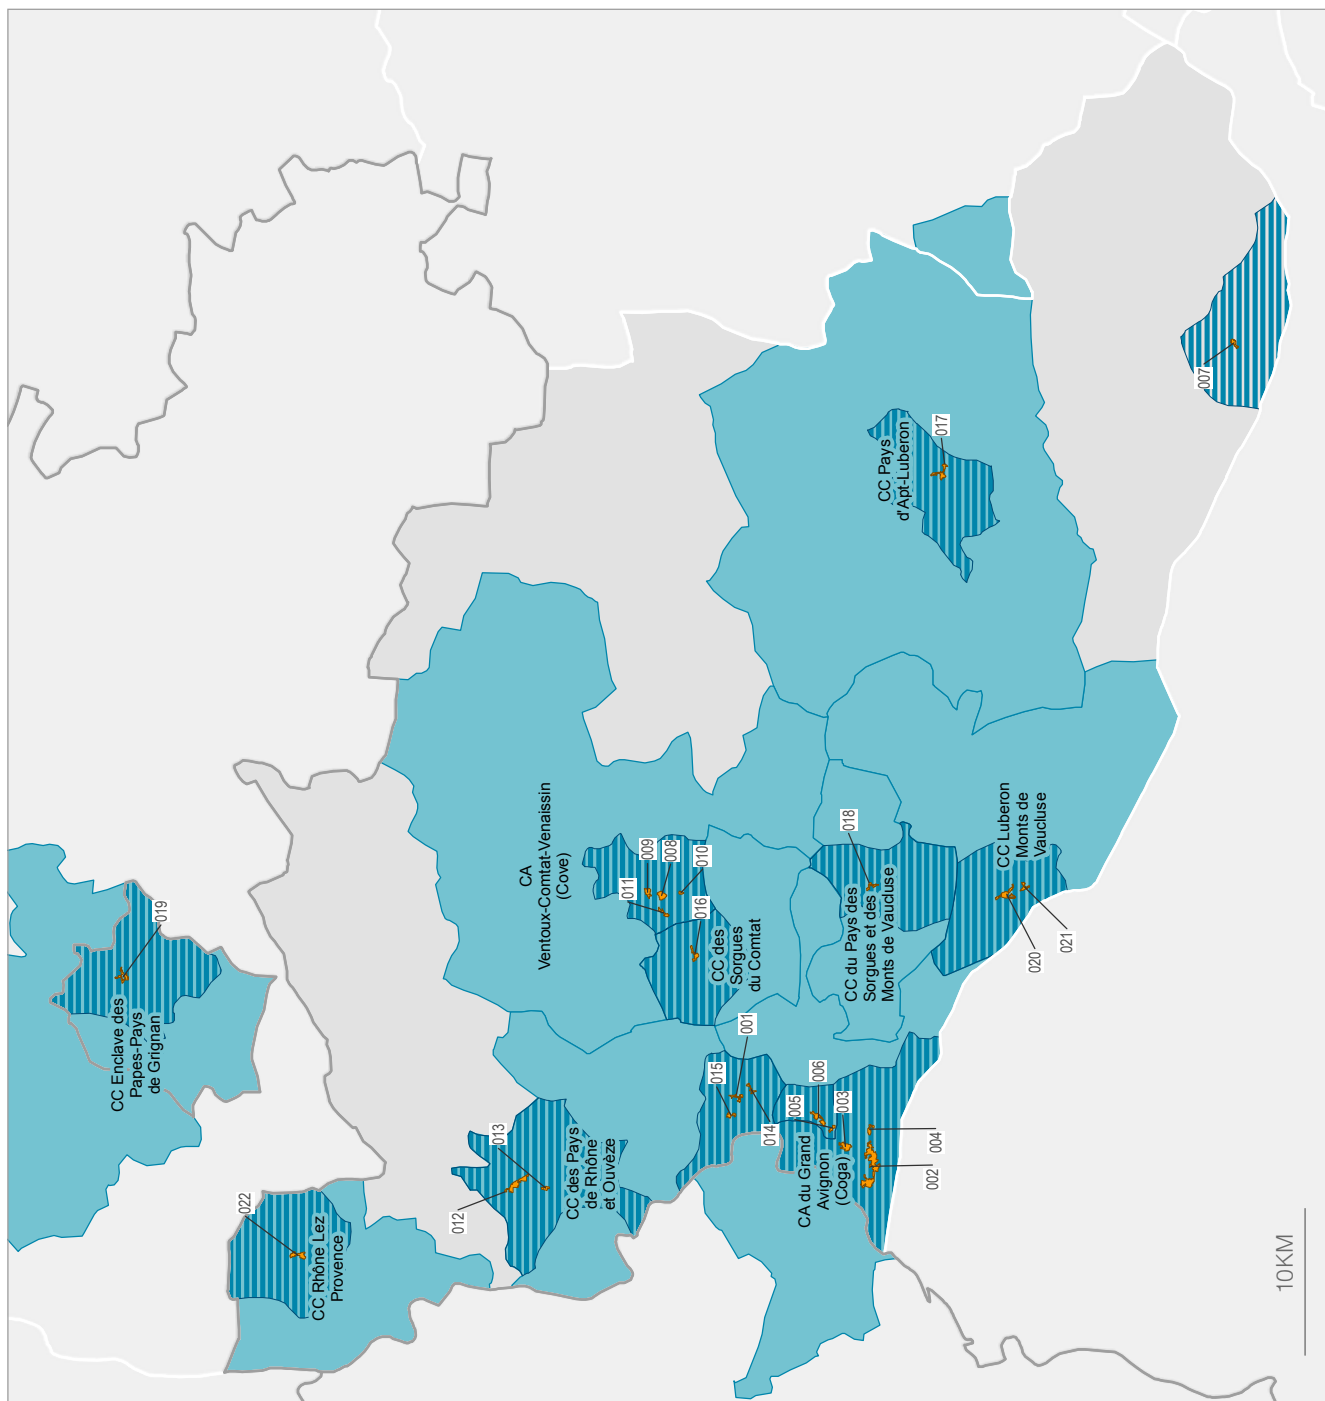 CC Enclave des
Papes-Pays
de Grignan
019
CC Rhône Lez
Provence
022
CC des Pays
de Rhône
et Ouvèze
012
013
CA
Ventoux-Comtat-Venaissin
(Cove)
011
009
008
010
016
CC des
Sorgues
du Comtat
015
001
014
005
006
003
CA du Grand
Avignon
(Coga)
002
004
CC du Pays des
Sorgues et des
Monts de Vaucluse
018
CC Luberon
Monts de
Vaucluse
020
021
CC Pays
d'Apt-Luberon
017
007
10KM